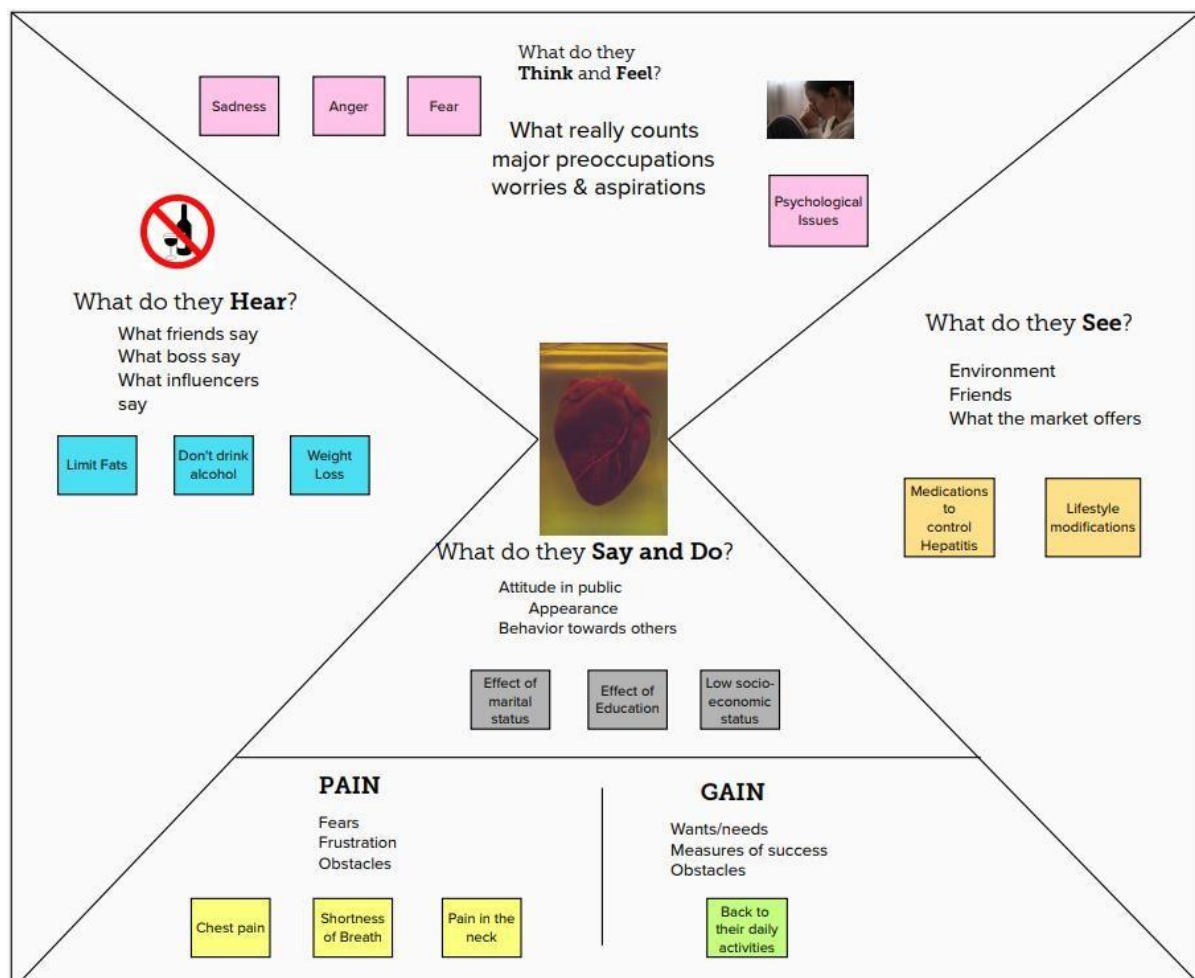 What do they
Think and Feel?
Sadness
Anger
Fear
What really counts
major preoccupations
worries & aspirations
Psychological
Issues
What do they Hear?
What friends say
What boss say
What influencers
say
Limit Fats
Don't drink
alcohol
Weight
Loss
What do they See?
Environment
Friends
What the market offers
Medications
to
control
Hepatitis
Lifestyle
modifications
What do they Say and Do?
Attitude in public
Appearance
Behavior towards others
Effect of
marital
status
Effect of
Education
Low socio-
economic
status
PAIN
Fears
Frustration
Obstacles
Chest pain
Shortness
of Breath
Pain in the
neck
GAIN
Wants/needs
Measures of success
Obstacles
Back to
their daily
activities